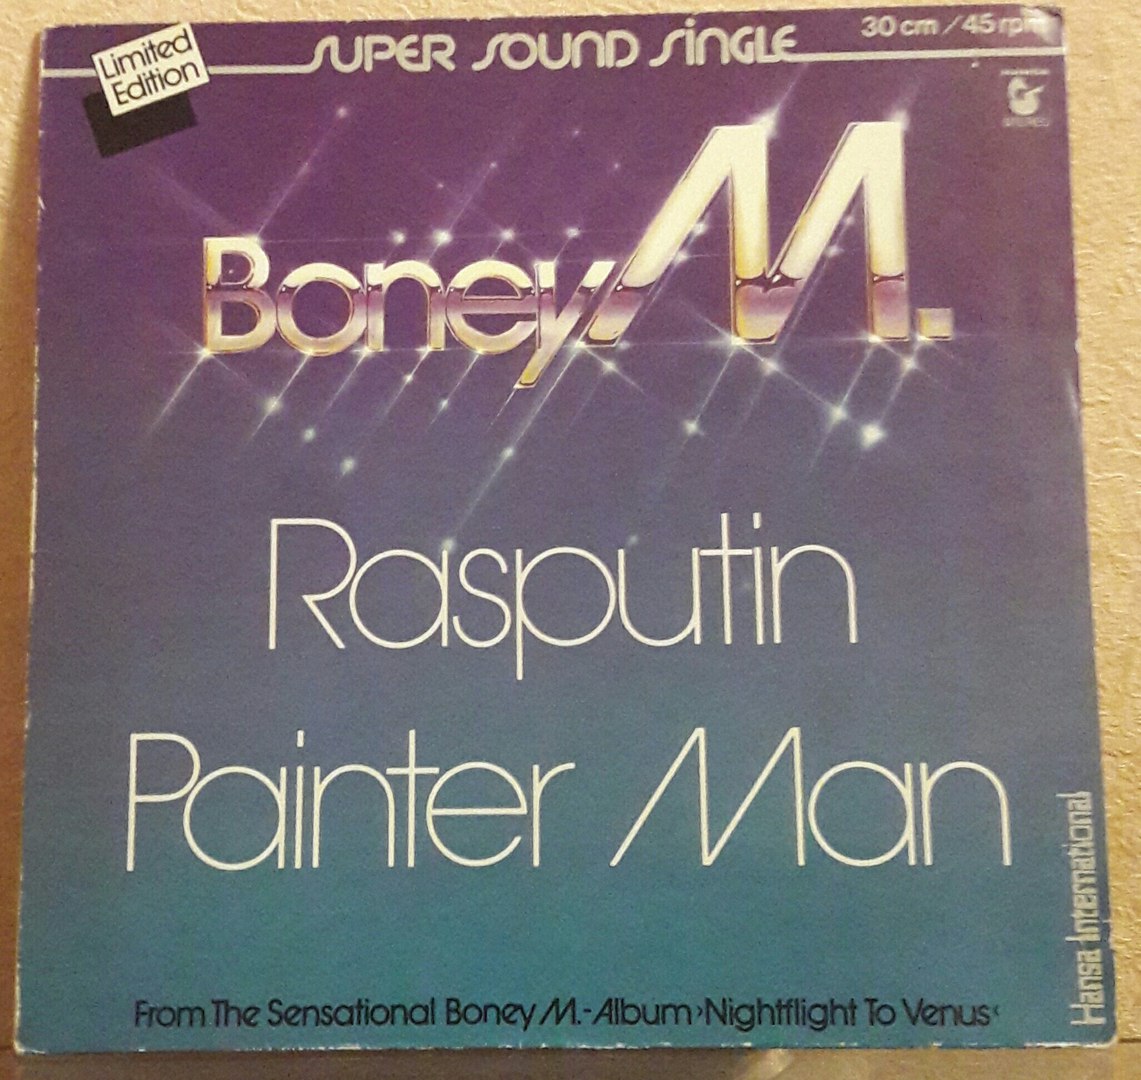 Limited
Edition
SUPER SOUND SINGLE
30 cm / 45 rpm
STEREO
Boney M.
Rasputin
Painter Man
Hansa International
From The Sensational Boney M.-Album ›Nightflight To Venus‹